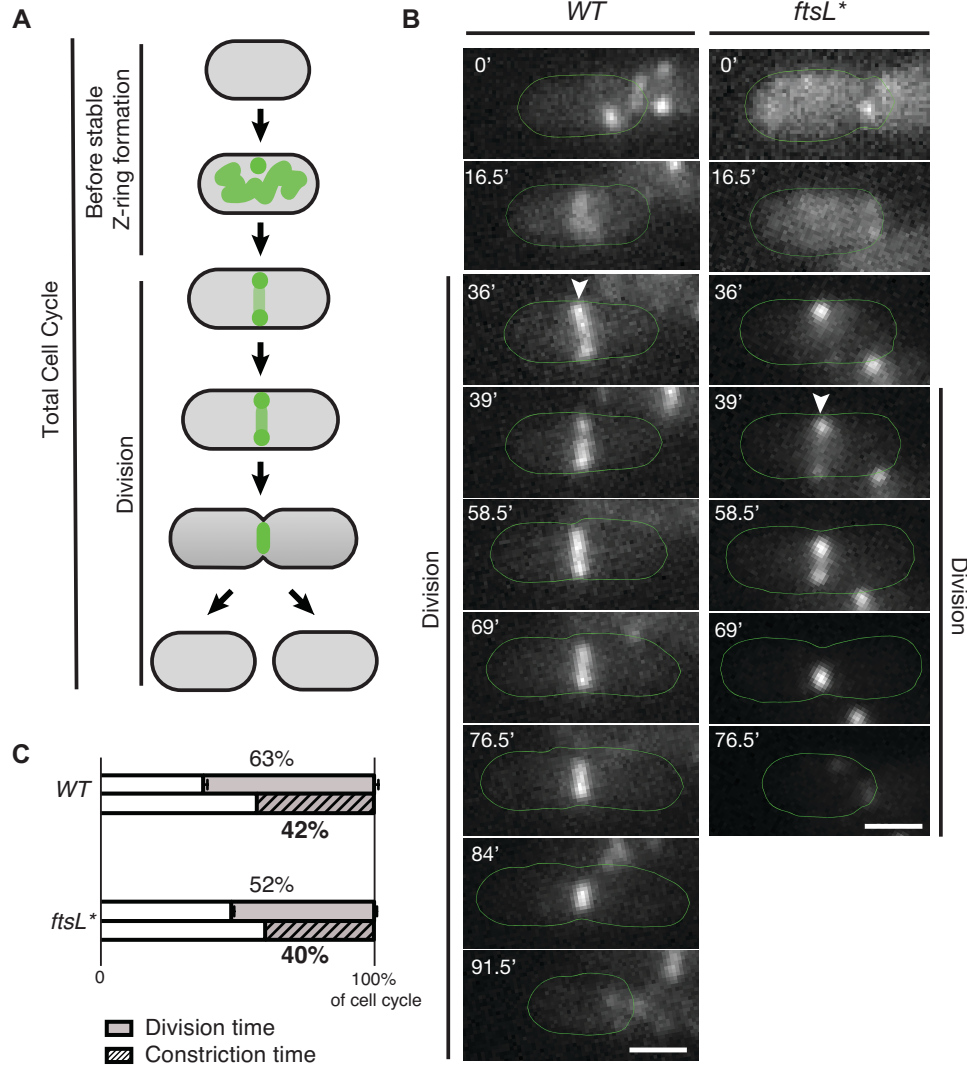 A
Total Cell Cycle
Before stable
Z-ring formation
Division
B
WT
ftsL*
0’
16.5’
36’
39’
58.5’
69’
76.5’
84’
91.5’
Division
0’
16.5’
36’
39’
58.5’
69’
76.5’
Division
C
WT
63%
42%
ftsL*
52%
40%
0
100%
of cell cycle
Division time
Constriction time